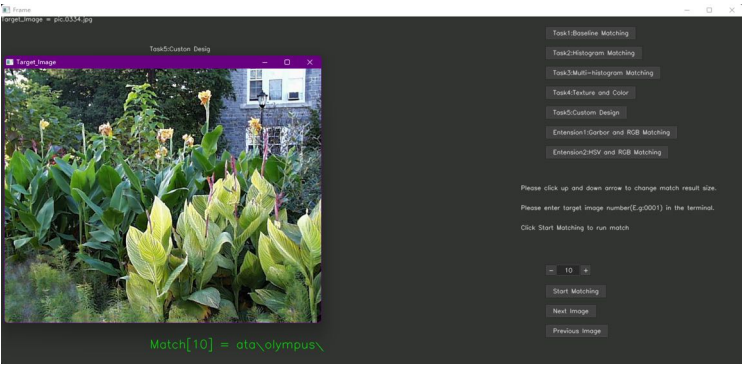 Frame
Target_Image = pic.0334.jpg
Task5:Custon Desig
Target_Image
Match[10] = ata\olympus\
Task1:Baseline Matching
Task2:Histogram Matching
Task3:Multi-histogram Matching
Task4:Texture and Color
Task5:Custom Design
Entension1:Garbor and RGB Matching
Entension2:HSV and RGB Matching
Please click up and down arrow to change match result size.
Please enter target image number(E.g:0001) in the terminal.
Click Start Matching to run match
- 10 +
Start Matching
Next Image
Previous Image